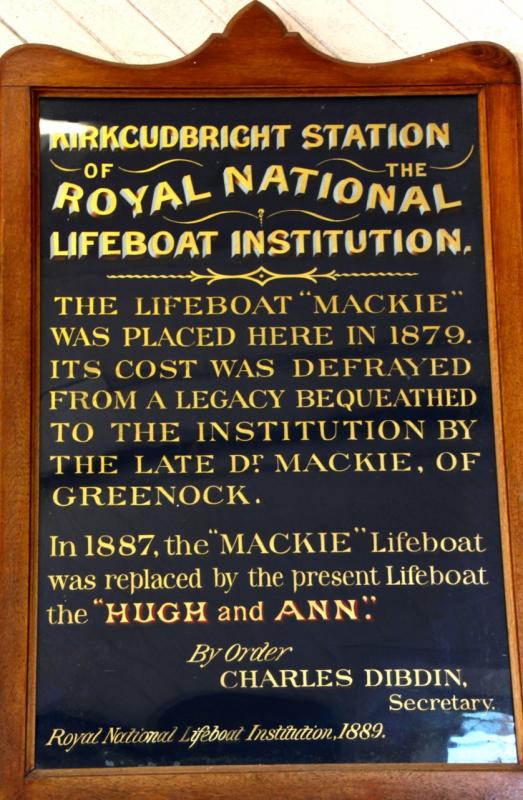 KIRKCUDBRIGHT STATION
OF THE
ROYAL NATIONAL
LIFEBOAT INSTITUTION.
THE LIFEBOAT "MACKIE"
WAS PLACED HERE IN 1879.
ITS COST WAS DEFRAYED
FROM A LEGACY BEQUEATHED
TO THE INSTITUTION BY
THE LATE Dr. MACKIE, OF
GREENOCK.
In 1887, the "MACKIE" Lifeboat
was replaced by the present Lifeboat
the "HUGH and ANN".
By Order
CHARLES DIBDIN,
Secretary.
Royal National Lifeboat Institution, 1889.